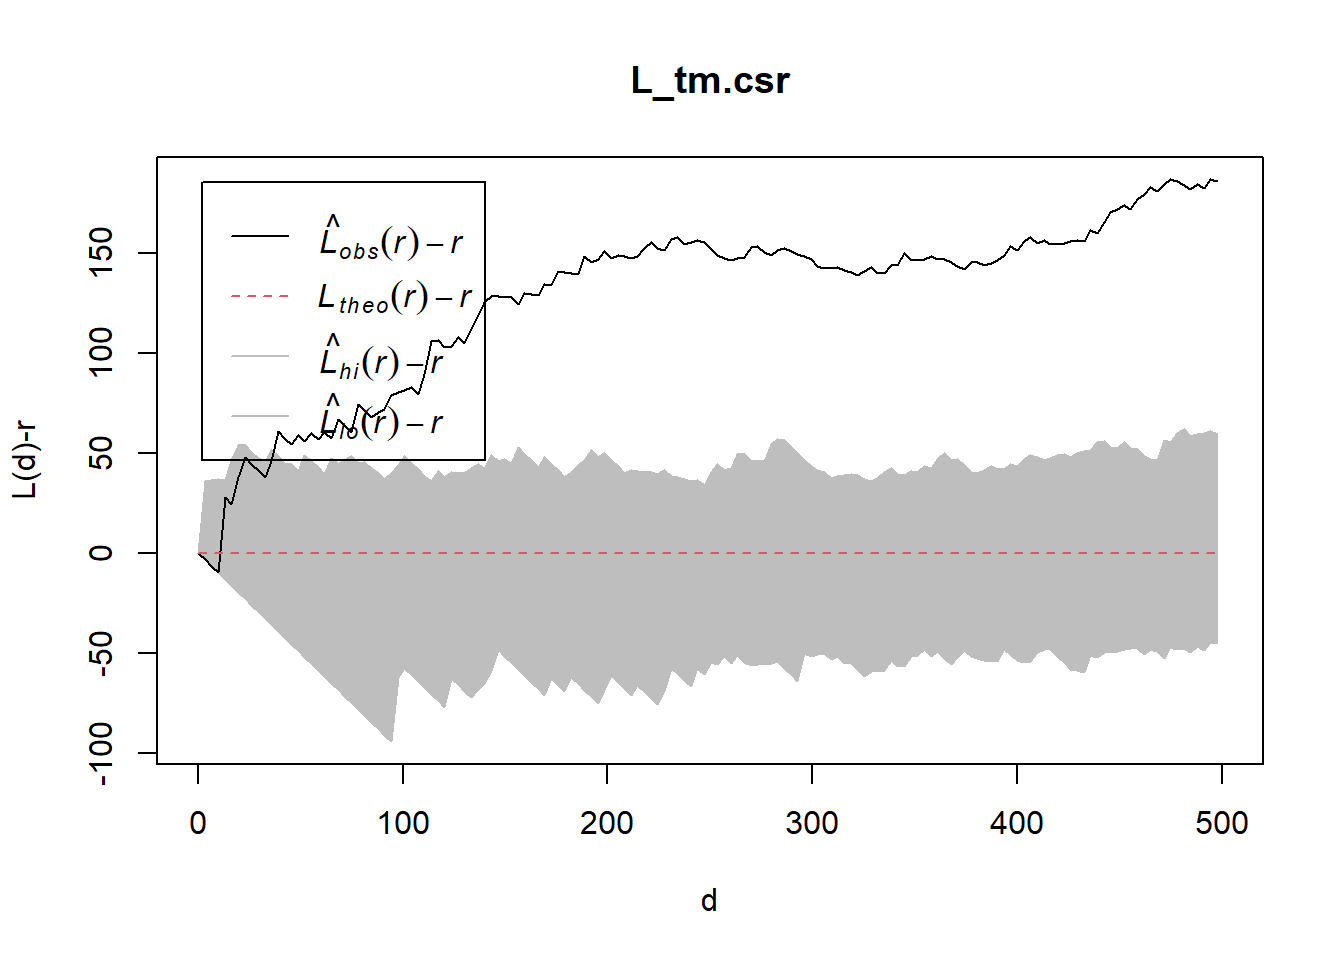 L_tm.csr
L̂obs(r) – r
Ltheo(r) – r
L̂hi(r) – r
L̂lo(r) – r
L(d)-r
150
100
50
0
-50
-100
0 100 200 300 400 500
d